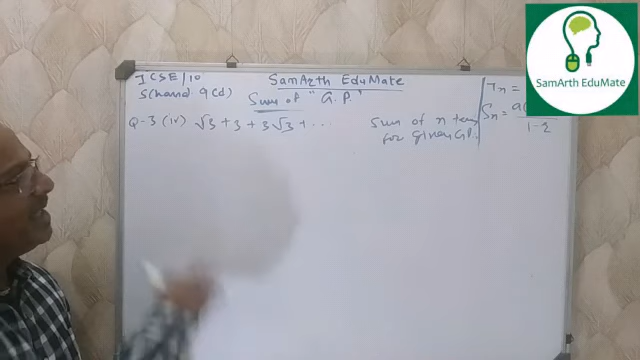 ICSE/10
SamArth EduMate
S Chand 9(d)
Sum of "G.P."
Q-3 (iv) √3 + 3 + 3√3 + ...
Sum of n term
for given G.P.
Tn =
Sn = a(
1-r
SamArth EduMate